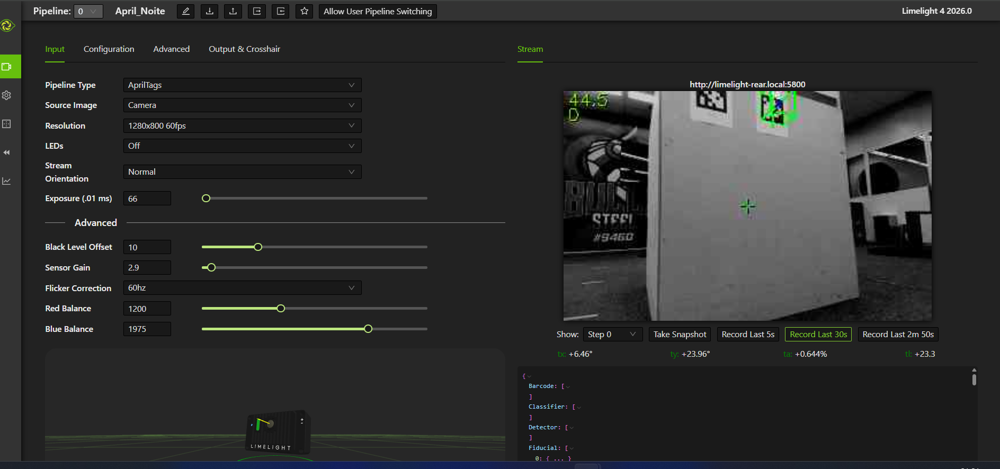 Pipeline: 0 April_Noite Allow User Pipeline Switching Limelight 4 2026.0
Input Configuration Advanced Output & Crosshair
Pipeline Type AprilTags
Source Image Camera
Resolution 1280x800 60fps
LEDs Off
Stream
Orientation Normal
Exposure (.01 ms) 66
Advanced
Black Level Offset 10
Sensor Gain 2.9
Flicker Correction 60hz
Red Balance 1200
Blue Balance 1975
LIMELIGHT
Stream
http://limelight-rear.local:5800
44.5
D
STEEL
#9460
Show: Step 0 Take Snapshot Record Last 5s Record Last 30s Record Last 2m 50s
tx: +6.46° ty: +23.96° ta: +0.644% tl: +23.3
{
Barcode: [
]
Classifier: [
]
Detector: [
]
Fiducial: [
0: { ... }